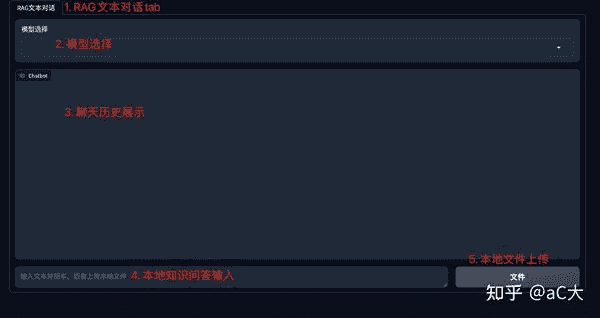 RAG文本对话
1. RAG文本对话tab
模型选择
2. 模型选择
Chatbot
3. 聊天历史展示
5. 本地文件上传
输入文本并回车，或者上传本地文件
4. 本地知识问答输入
文件
知乎 @aC大